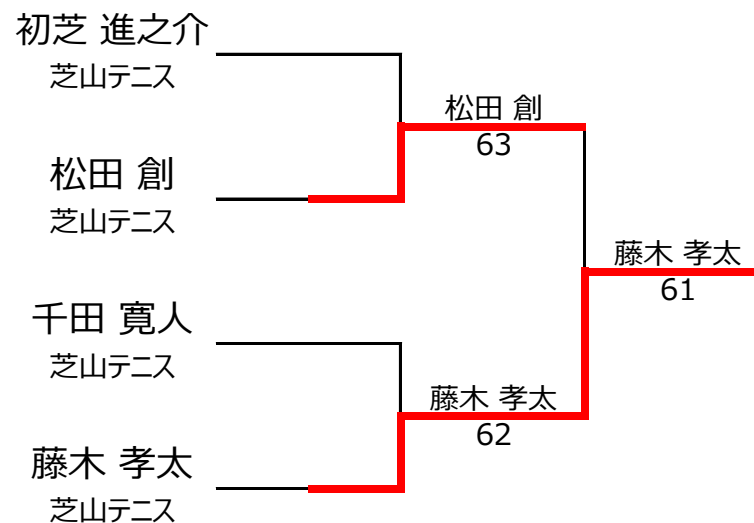 初芝 進之介
芝山テニス
松田 創
芝山テニス
千田 寛人
芝山テニス
藤木 孝太
芝山テニス
松田 創
63
藤木 孝太
62
藤木 孝太
61